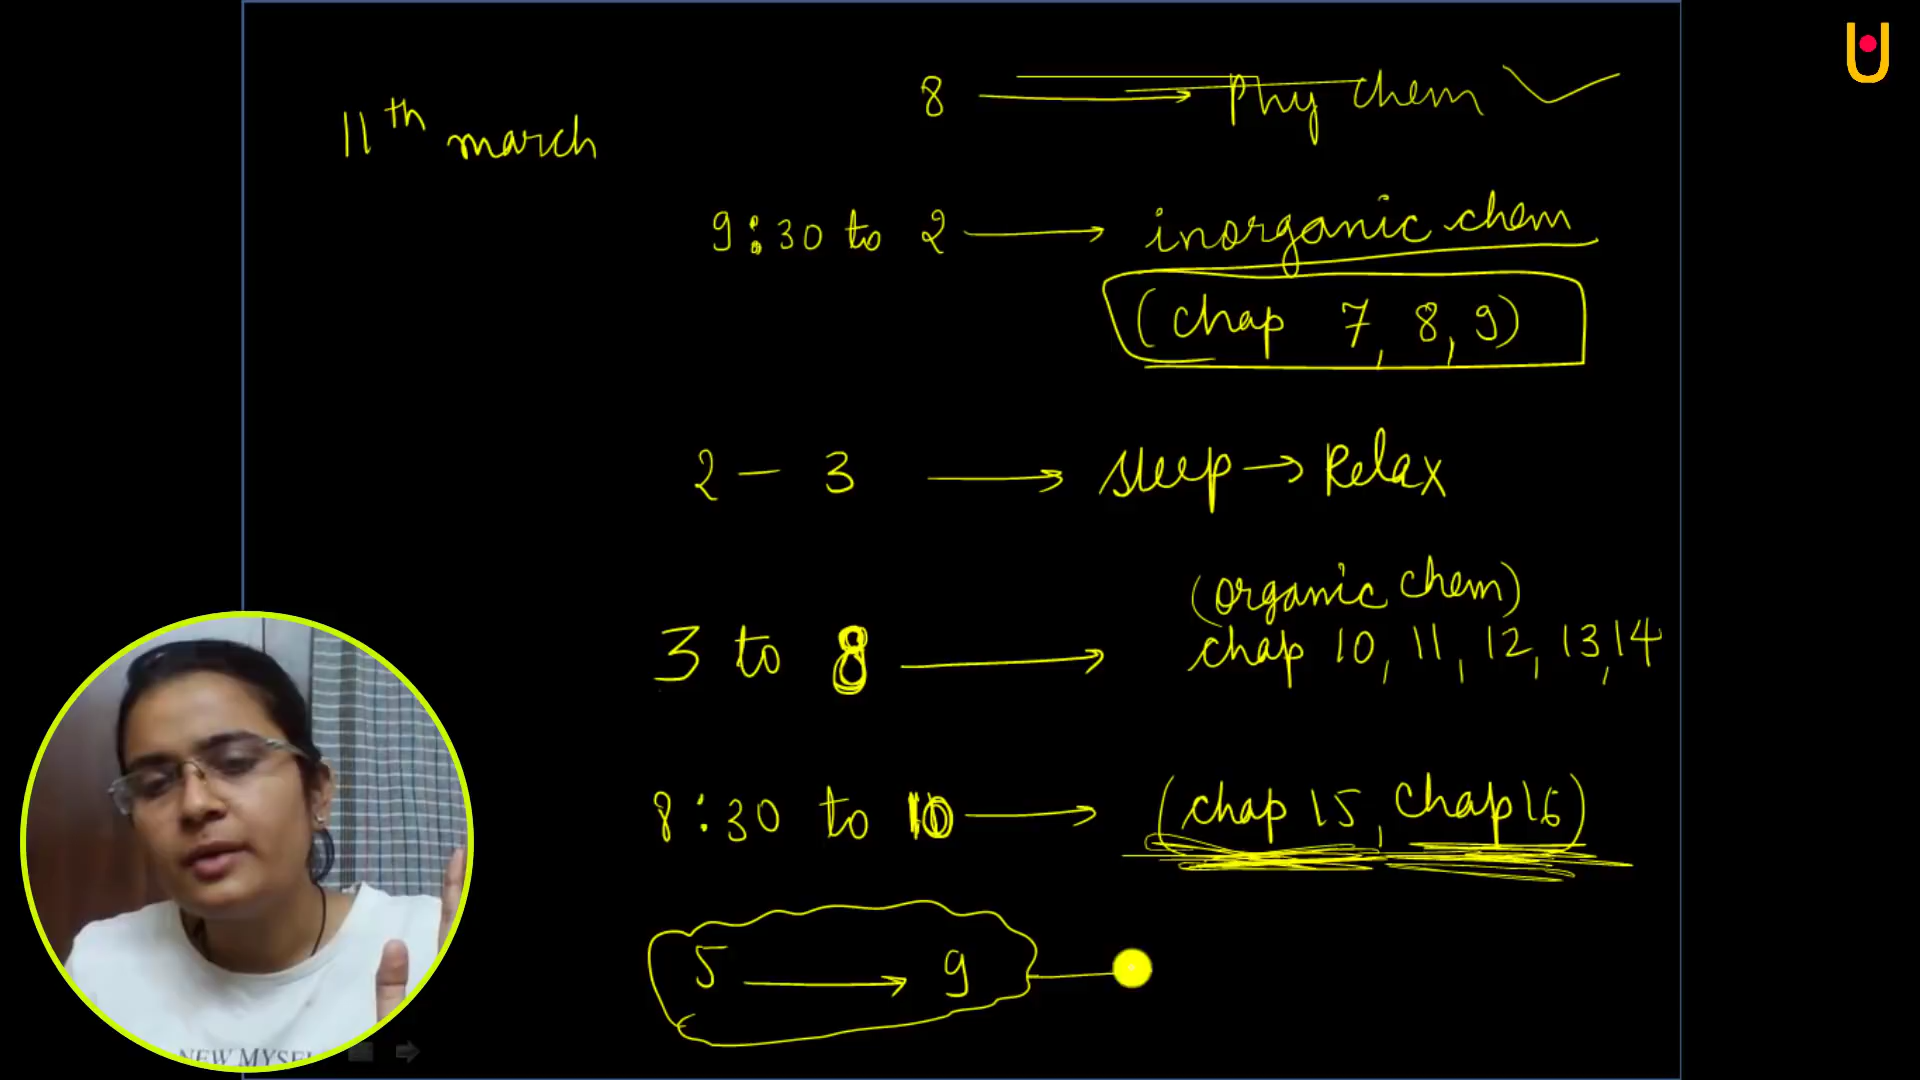 8 → Phy chem
11th march
9:30 to 2 → inorganic chem
(chap 7, 8, 9)
2 – 3 → sleep → Relax
(organic chem)
3 to 8 → chap 10, 11, 12, 13, 14
8:30 to 10 → (chap 15, chap 16)
5 → 9
NEW MYSE